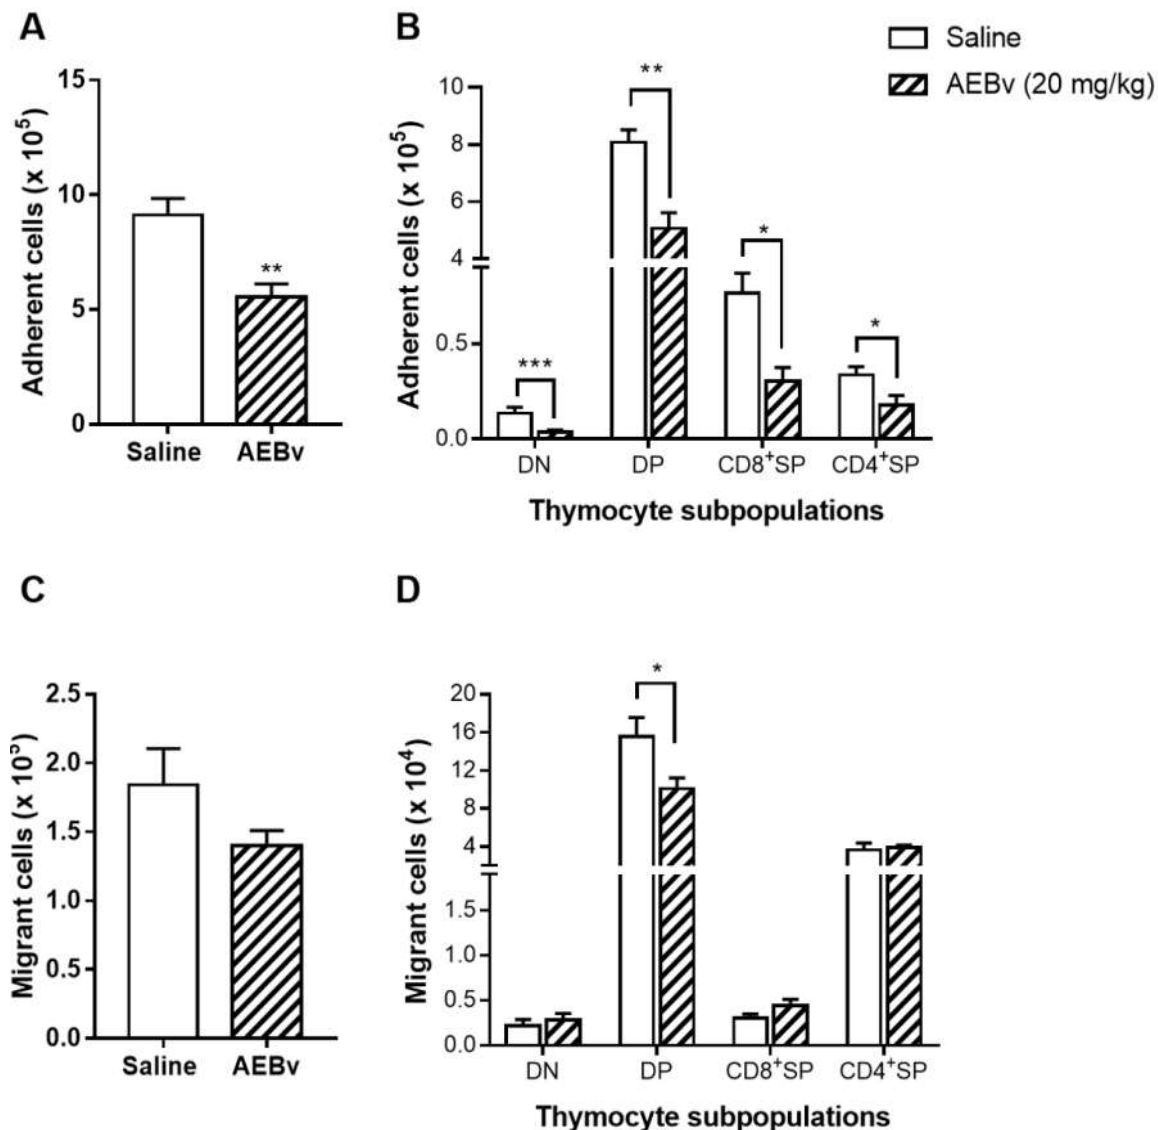 A
B
Saline
AEBv (20 mg/kg)
Adherent cells (x 10⁵)
15
10
5
0
**
Saline AEBv
Adherent cells (x 10⁵)
10
8
6
4
0.5
0.0
***
**
*
*
DN DP CD8⁺SP CD4⁺SP
Thymocyte subpopulations
C
D
Migrant cells (x 10⁵)
2.5
2.0
1.5
1.0
0.5
0.0
Saline AEBv
Migrant cells (x 10⁴)
20
16
12
8
4
1.5
1.0
0.5
0.0
*
DN DP CD8⁺SP CD4⁺SP
Thymocyte subpopulations